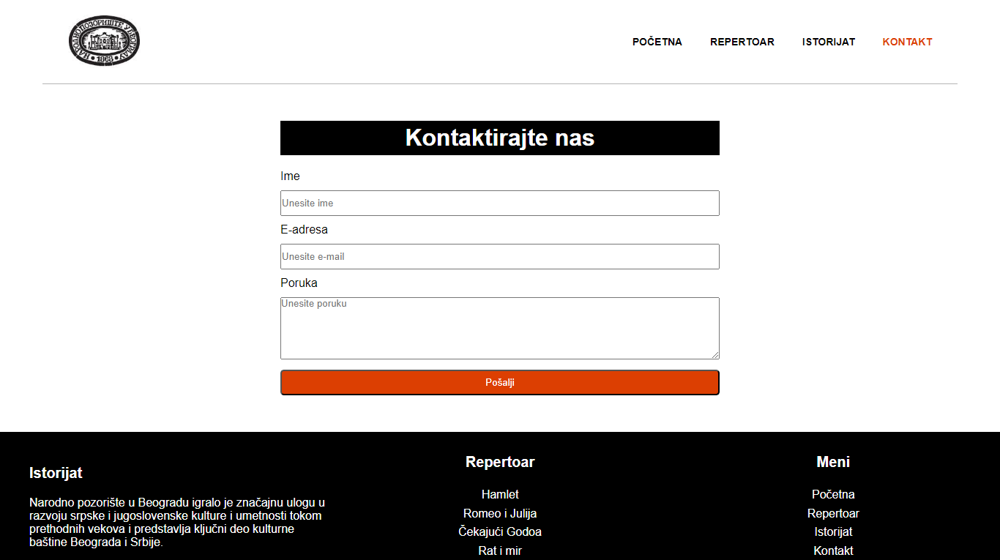 НАРОДНО ПОЗОРИШТЕ У БЕОГРАДУ
1868
POČETNA
REPERTOAR
ISTORIJAT
KONTAKT
Kontaktirajte nas
Ime
Unesite ime
E-adresa
Unesite e-mail
Poruka
Unesite poruku
Pošalji
Istorijat
Narodno pozorište u Beogradu igralo je značajnu ulogu u
razvoju srpske i jugoslovenske kulture i umetnosti tokom
prethodnih vekova i predstavlja ključni deo kulturne
baštine Beograda i Srbije.
Repertoar
Hamlet
Romeo i Julija
Čekajući Godoa
Rat i mir
Meni
Početna
Repertoar
Istorijat
Kontakt